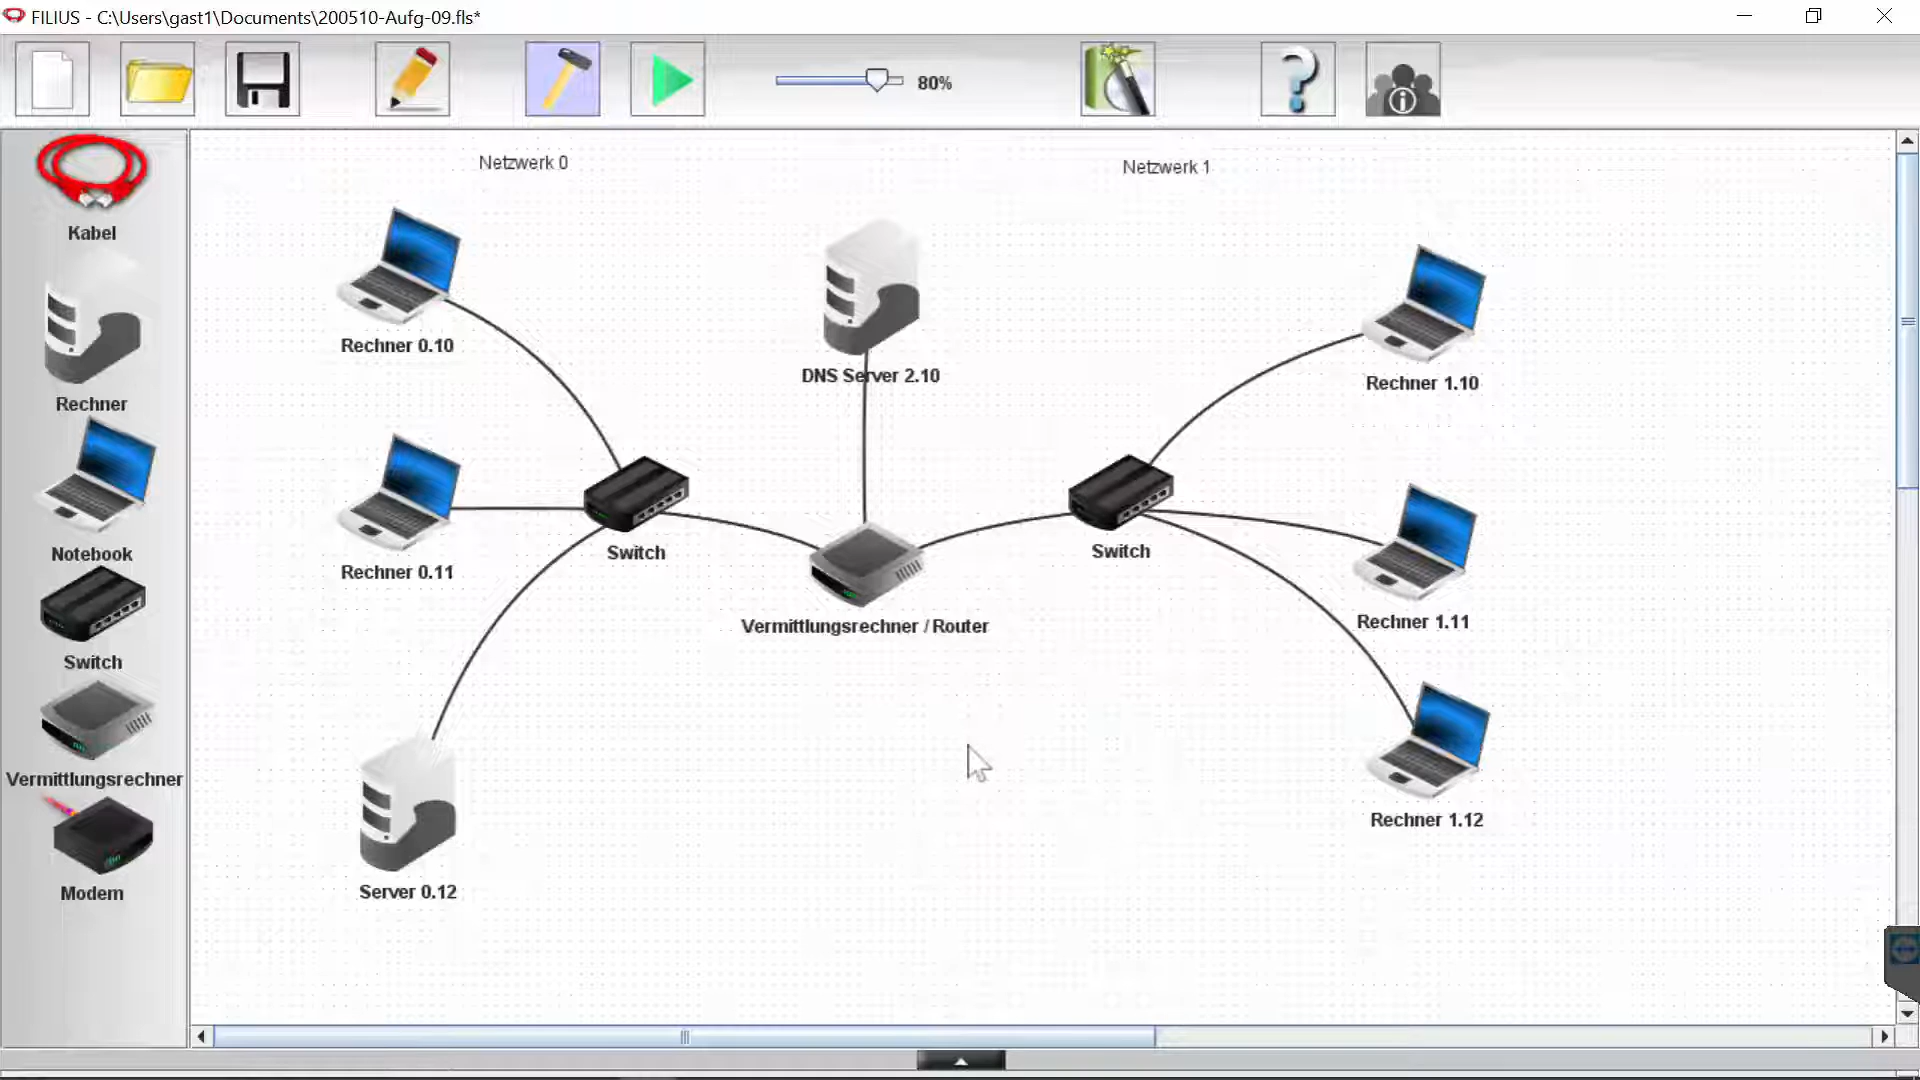 FILIUS - C:\Users\gast1\Documents\200510-Aufg-09.fls*
80%
Kabel
Rechner
Notebook
Switch
Vermittlungsrechner
Modem
Netzwerk 0
Netzwerk 1
Rechner 0.10
DNS Server 2.10
Rechner 1.10
Rechner 0.11
Switch
Switch
Vermittlungsrechner / Router
Rechner 1.11
Rechner 1.12
Server 0.12